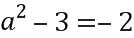 a² − 3 = − 2